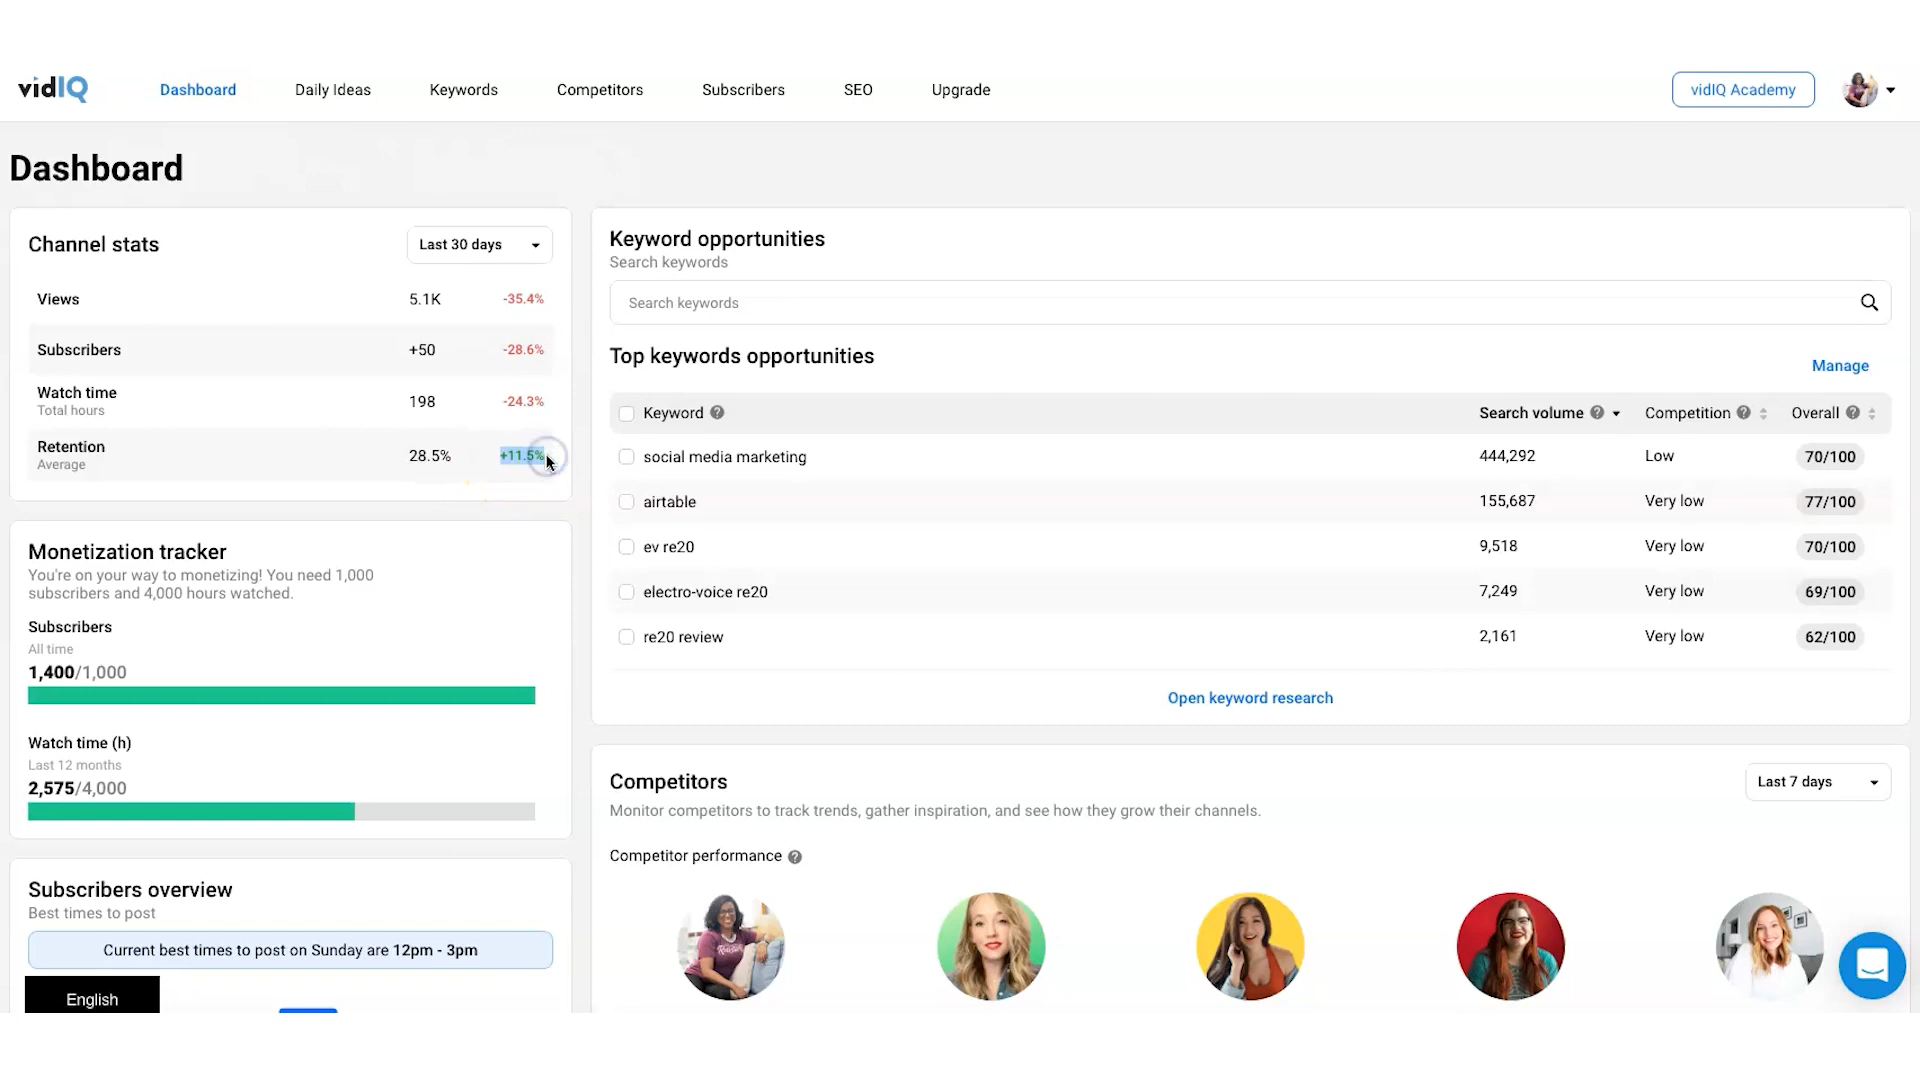 vidIQ
Dashboard
Daily Ideas
Keywords
Competitors
Subscribers
SEO
Upgrade
vidIQ Academy
Dashboard
Channel stats
Last 30 days
Views 5.1K -35.4%
Subscribers +50 -28.6%
Watch time
Total hours
198 -24.3%
Retention
Average
28.5% +11.5%
Monetization tracker
You're on your way to monetizing! You need 1,000
subscribers and 4,000 hours watched.
Subscribers
All time
1,400/1,000
Watch time (h)
Last 12 months
2,575/4,000
Subscribers overview
Best times to post
Current best times to post on Sunday are 12pm - 3pm
English
Keyword opportunities
Search keywords
Search keywords
Top keywords opportunities
Manage
Keyword Search volume Competition Overall
social media marketing 444,292 Low 70/100
airtable 155,687 Very low 77/100
ev re20 9,518 Very low 70/100
electro-voice re20 7,249 Very low 69/100
re20 review 2,161 Very low 62/100
Open keyword research
Competitors
Last 7 days
Monitor competitors to track trends, gather inspiration, and see how they grow their channels.
Competitor performance